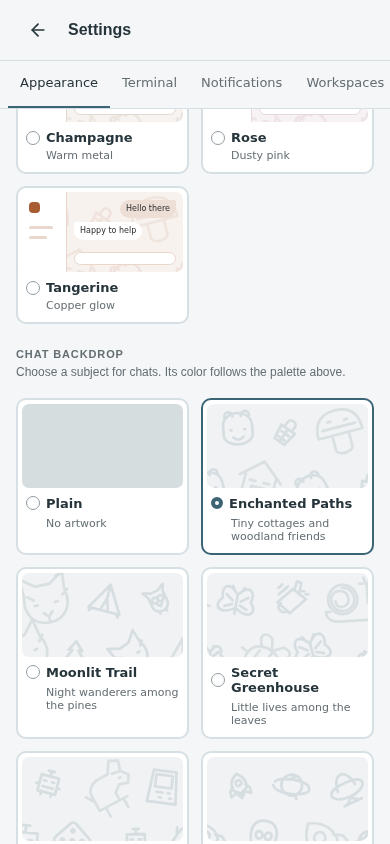 Settings
Appearance Terminal Notifications Workspaces
Champagne
Warm metal
Rose
Dusty pink
Hello there
Happy to help
Tangerine
Copper glow
CHAT BACKDROP
Choose a subject for chats. Its color follows the palette above.
Plain
No artwork
Enchanted Paths
Tiny cottages and
woodland friends
Moonlit Trail
Night wanderers among
the pines
Secret
Greenhouse
Little lives among the
leaves